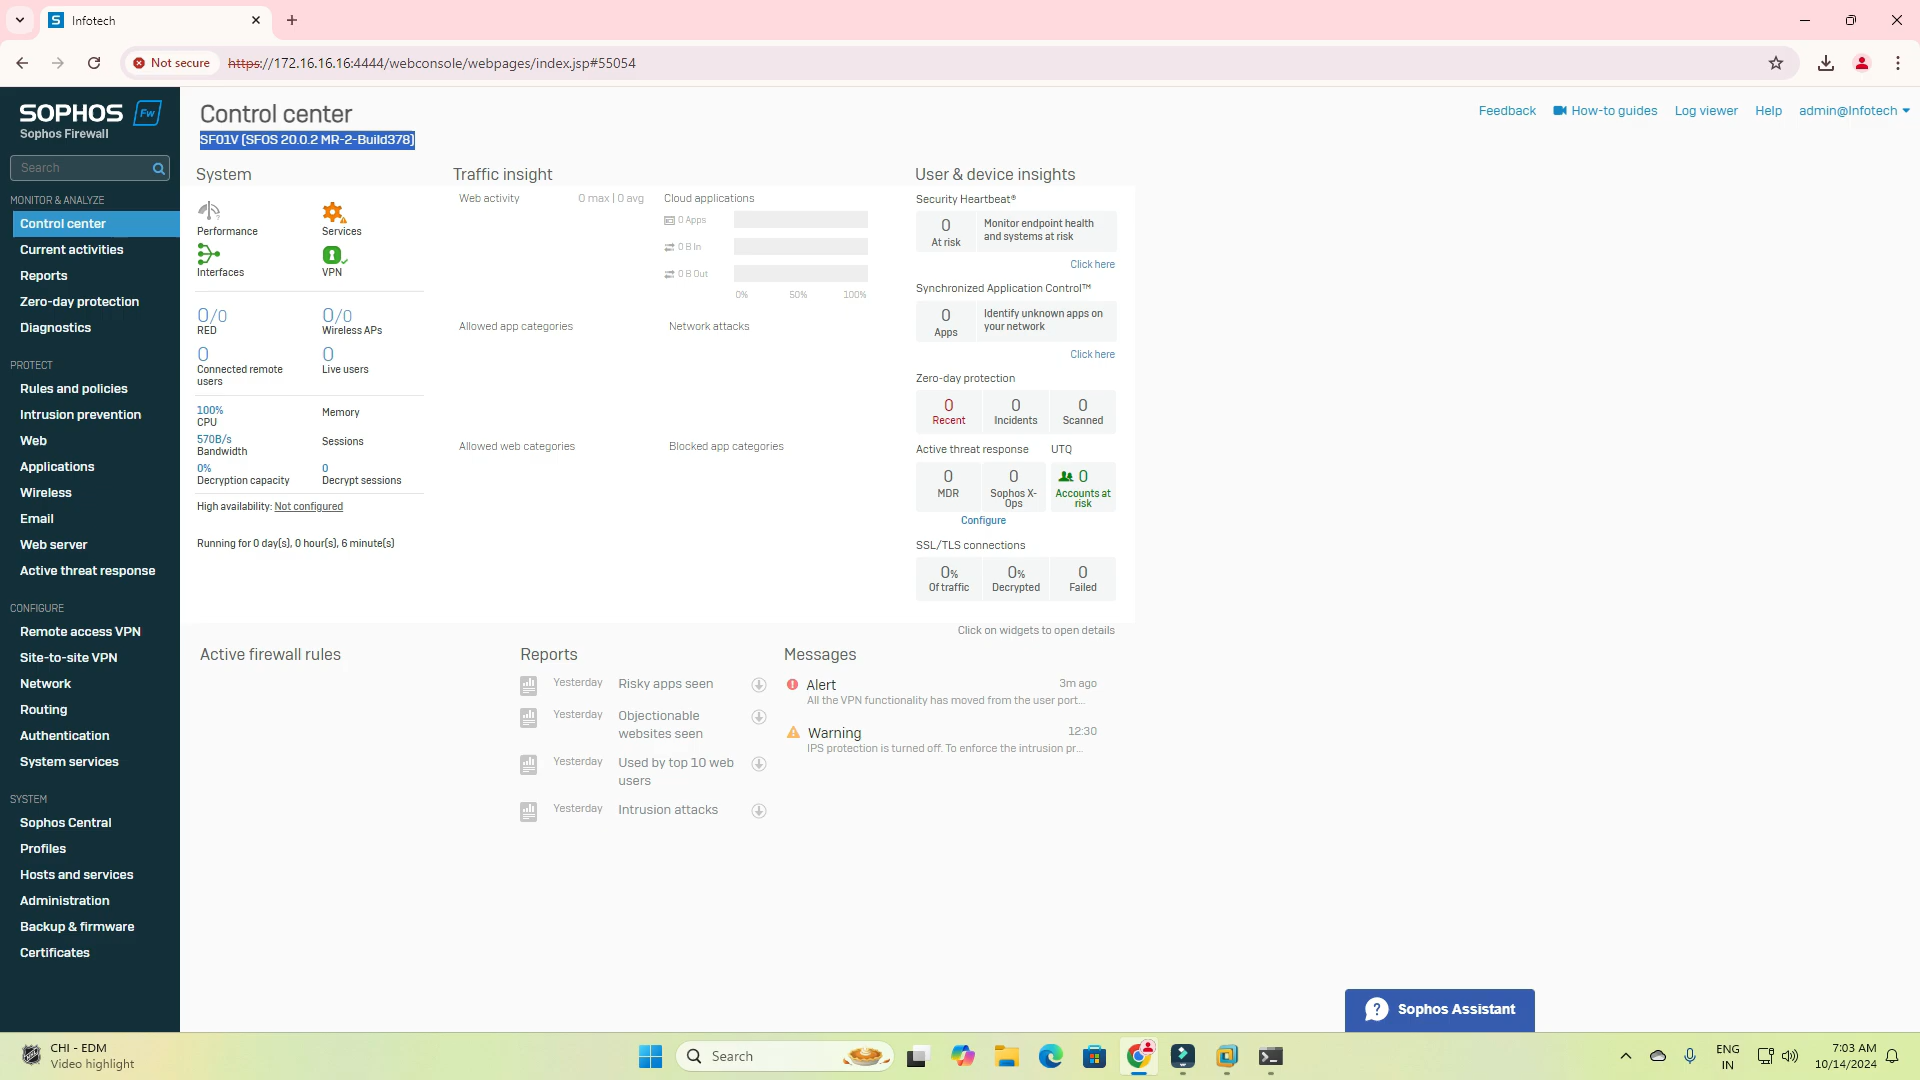 Infotech
Not secure
https://172.16.16.16:4444/webconsole/webpages/index.jsp#55054
SOPHOS
Fw
Sophos Firewall
Search
MONITOR & ANALYZE
Control center
Current activities
Reports
Zero-day protection
Diagnostics
PROTECT
Rules and policies
Intrusion prevention
Web
Applications
Wireless
Email
Web server
Active threat response
CONFIGURE
Remote access VPN
Site-to-site VPN
Network
Routing
Authentication
System services
SYSTEM
Sophos Central
Profiles
Hosts and services
Administration
Backup & firmware
Certificates
Control center
SF01V (SFOS 20.0.2 MR-2-Build378)
Feedback
How-to guides
Log viewer
Help
admin@Infotech
System
Performance
Services
Interfaces
VPN
0/0
RED
0/0
Wireless APs
0
Connected remote
users
0
Live users
100%
CPU
Memory
570B/s
Bandwidth
Sessions
0%
Decryption capacity
0
Decrypt sessions
High availability: Not configured
Running for 0 day(s), 0 hour(s), 6 minute(s)
Traffic insight
Web activity
0 max | 0 avg
Cloud applications
0 Apps
0 B In
0 B Out
0%
50%
100%
Allowed app categories
Network attacks
Allowed web categories
Blocked app categories
User & device insights
Security Heartbeat®
0
At risk
Monitor endpoint health
and systems at risk
Click here
Synchronized Application Control™
0
Apps
Identify unknown apps on
your network
Click here
Zero-day protection
0
Recent
0
Incidents
0
Scanned
Active threat response
UTQ
0
MDR
0
Sophos X-
Ops
0
Accounts at
risk
Configure
SSL/TLS connections
0%
Of traffic
0%
Decrypted
0
Failed
Click on widgets to open details
Active firewall rules
Reports
Yesterday
Risky apps seen
Yesterday
Objectionable
websites seen
Yesterday
Used by top 10 web
users
Yesterday
Intrusion attacks
Messages
Alert
3m ago
All the VPN functionality has moved from the user port...
Warning
12:30
IPS protection is turned off. To enforce the intrusion pr...
Sophos Assistant
CHI - EDM
Video highlight
Search
ENG
IN
7:03 AM
10/14/2024